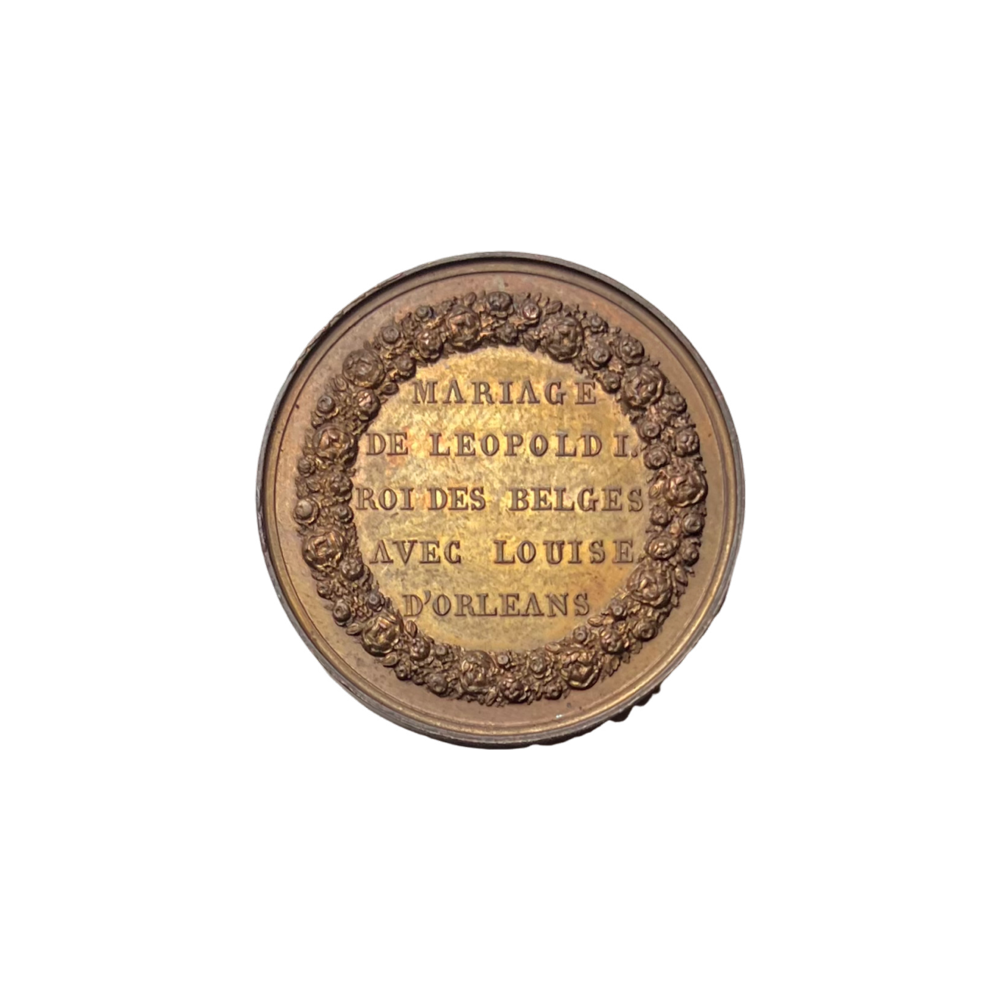 MARIAGE
DE LEOPOLD I.
ROI DES BELGES
AVEC LOUISE
D'ORLEANS